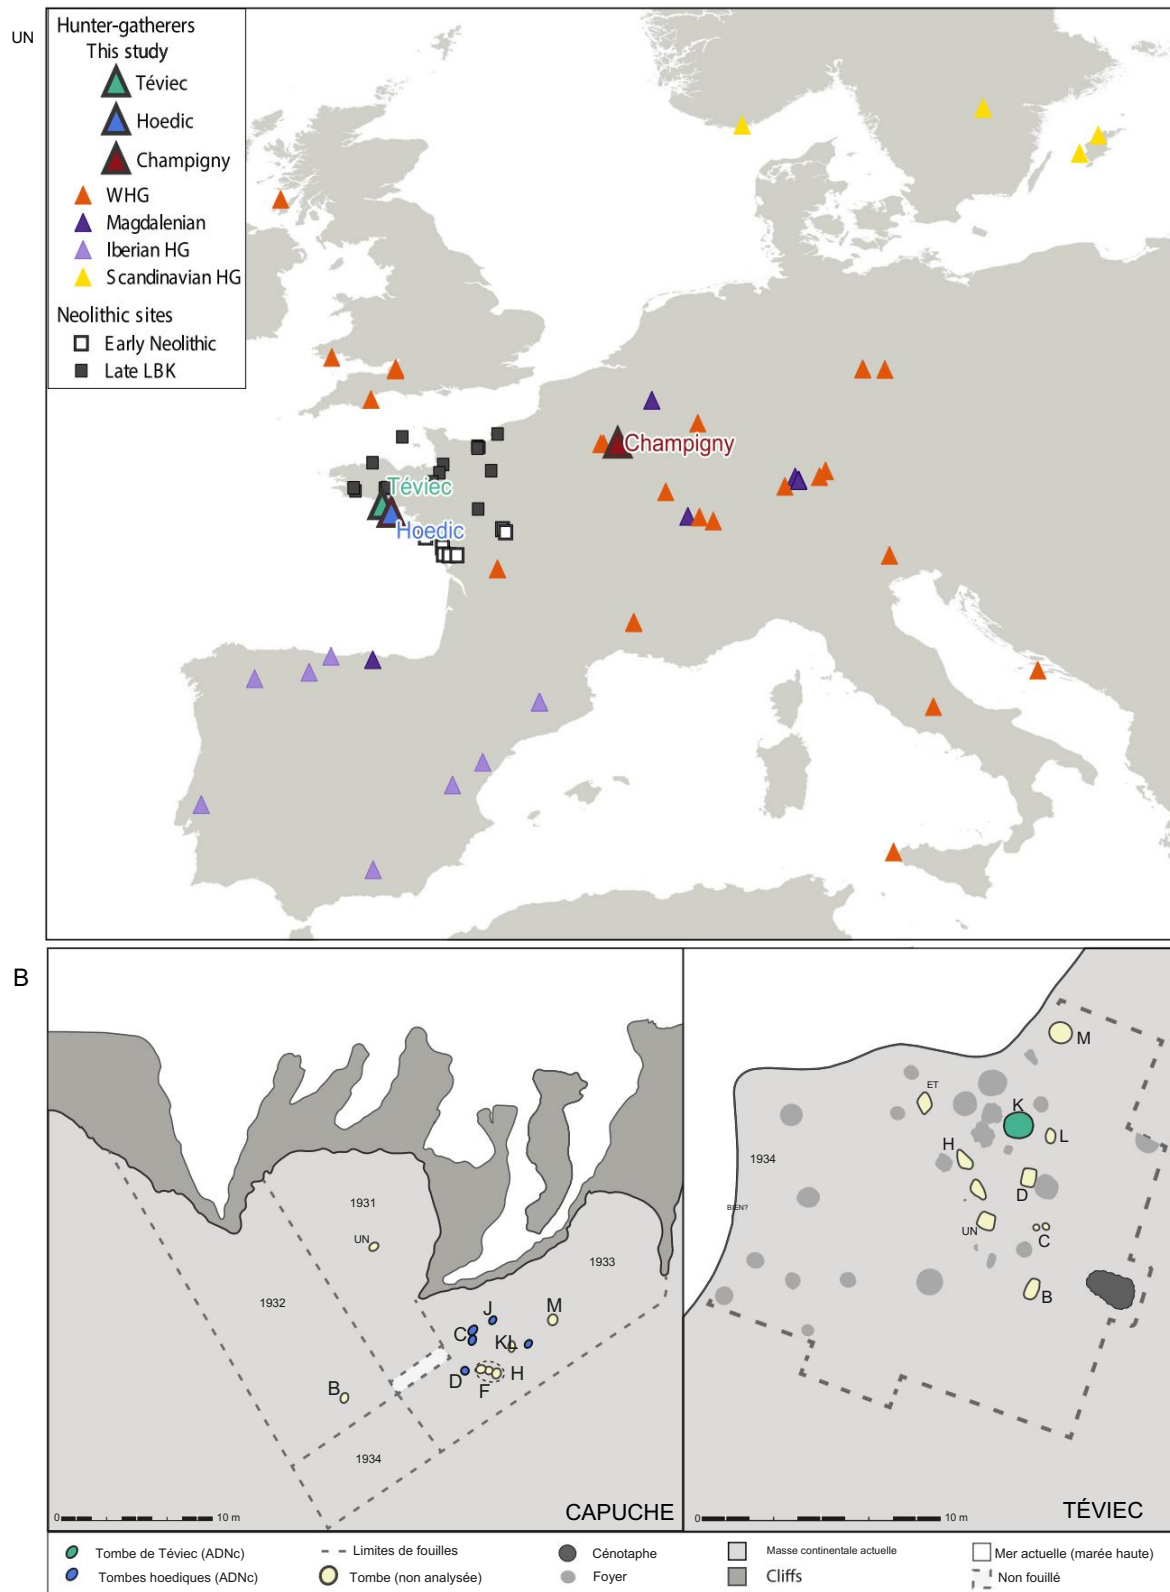 UN
Hunter-gatherers
This study
Téviec
Hoedic
Champigny
WHG
Magdalenian
Iberian HG
Scandinavian HG
Neolithic sites
Early Neolithic
Late LBK
Champigny
Téviec
Hoedic
B
1931
UN
1932
1933
J
M
C
KL
D
F
H
B
1934
0
10 m
CAPUCHE
M
ET
K
L
H
1934
D
BIEN?
UN
C
B
0
10 m
TÉVIEC
Tombe de Téviec (ADNc)
Limites de fouilles
Cénotaphe
Masse continentale actuelle
Mer actuelle (marée haute)
Tombes hoediques (ADNc)
Tombe (non analysée)
Foyer
Cliffs
Non fouillé